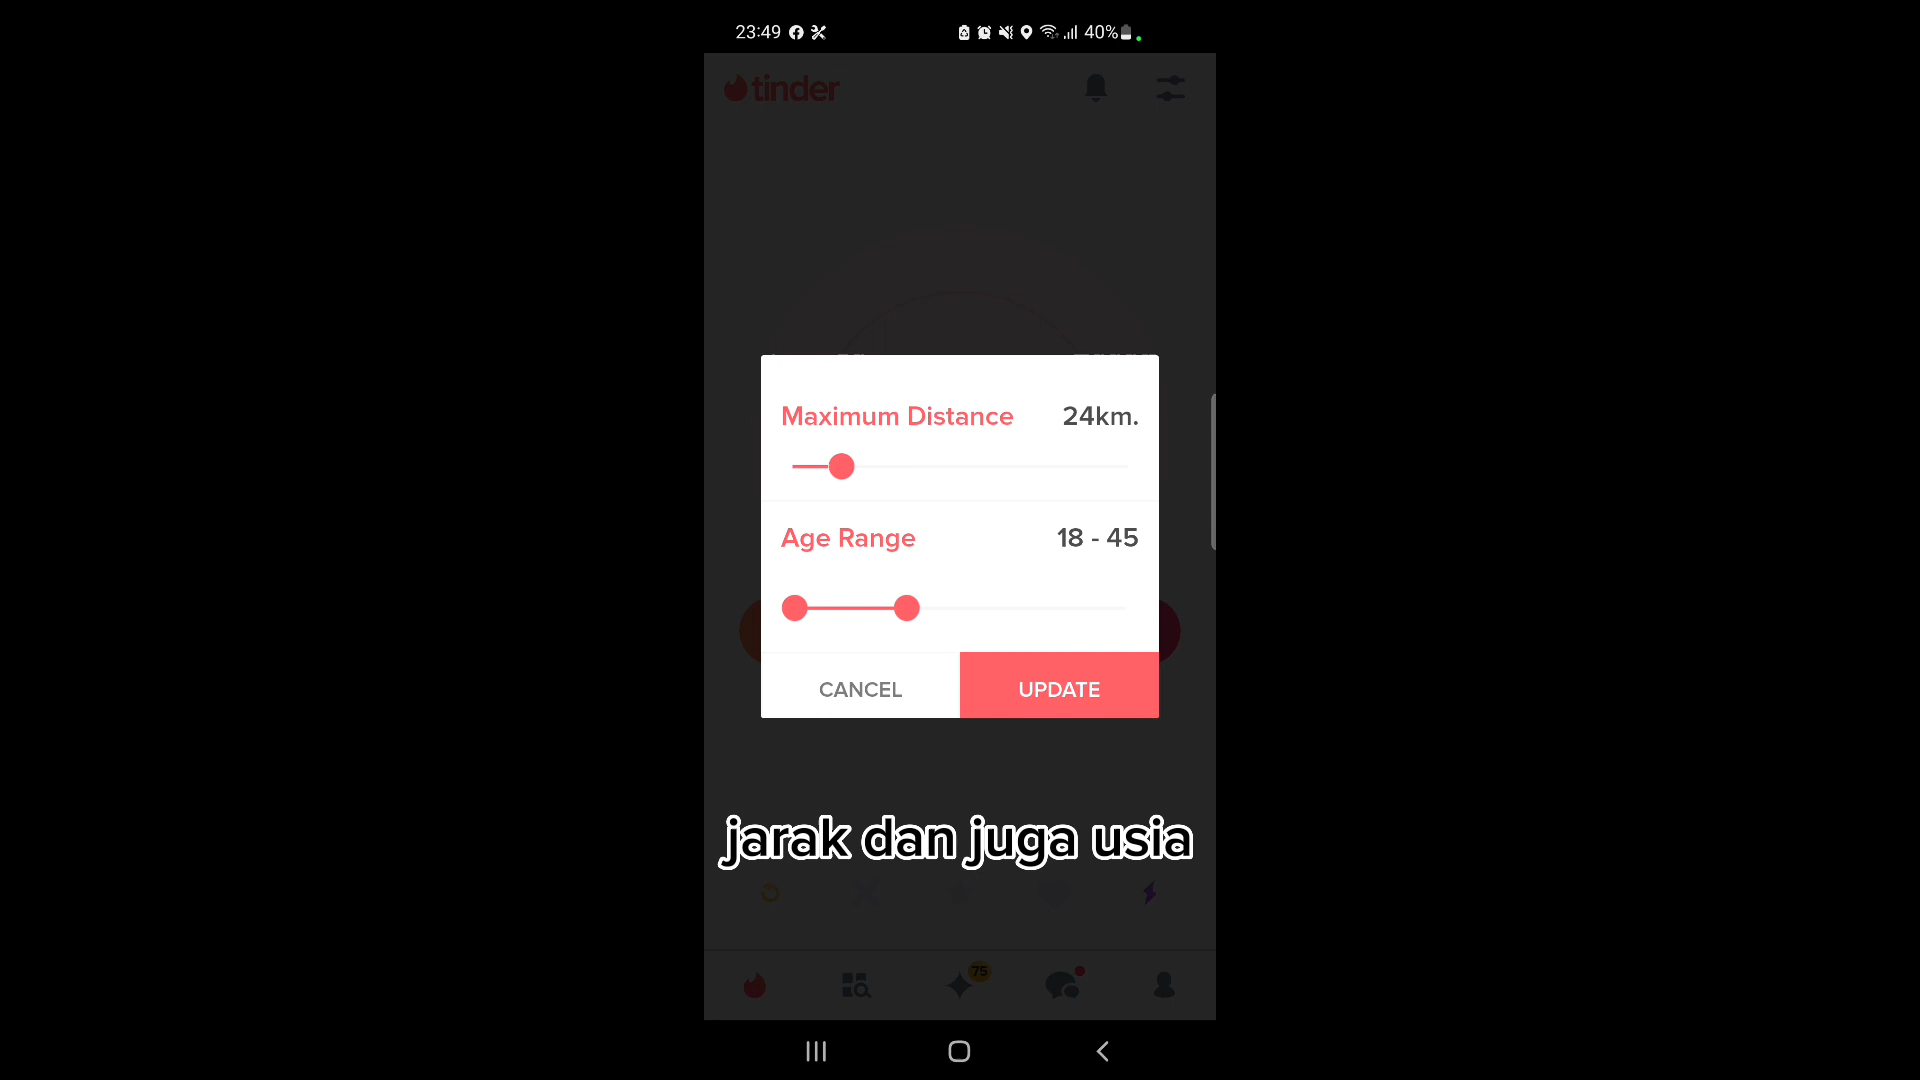 23:49 40%
tinder
Maximum Distance 24km.
Age Range 18 - 45
CANCEL UPDATE
jarak dan juga usia
75